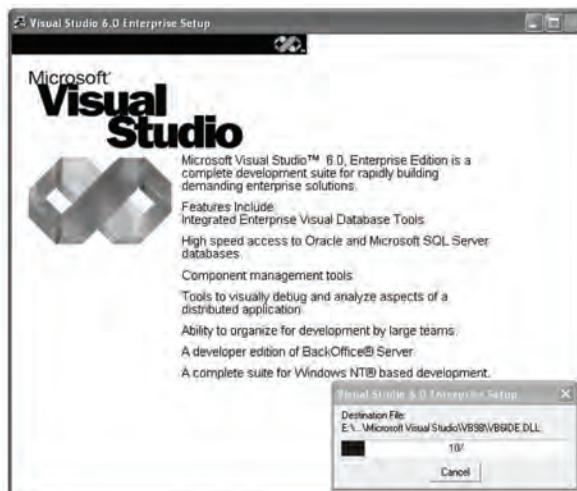 Visual Studio 6.0 Enterprise Setup
Microsoft®
Visual
Studio
Microsoft Visual Studio™ 6.0, Enterprise Edition is a
complete development suite for rapidly building
demanding enterprise solutions.
Features Include
Integrated Enterprise Visual Database Tools
High speed access to Oracle and Microsoft SQL Server
databases.
Component management tools
Tools to visually debug and analyze aspects of a
distributed application.
Ability to organize for development by large teams.
A developer edition of BackOffice® Server
A complete suite for Windows NT® based development.
Visual Studio 6.0 Enterprise Setup
Destination File:
E:\...\Microsoft Visual Studio\VB98\VB6IDE.DLL
Cancel